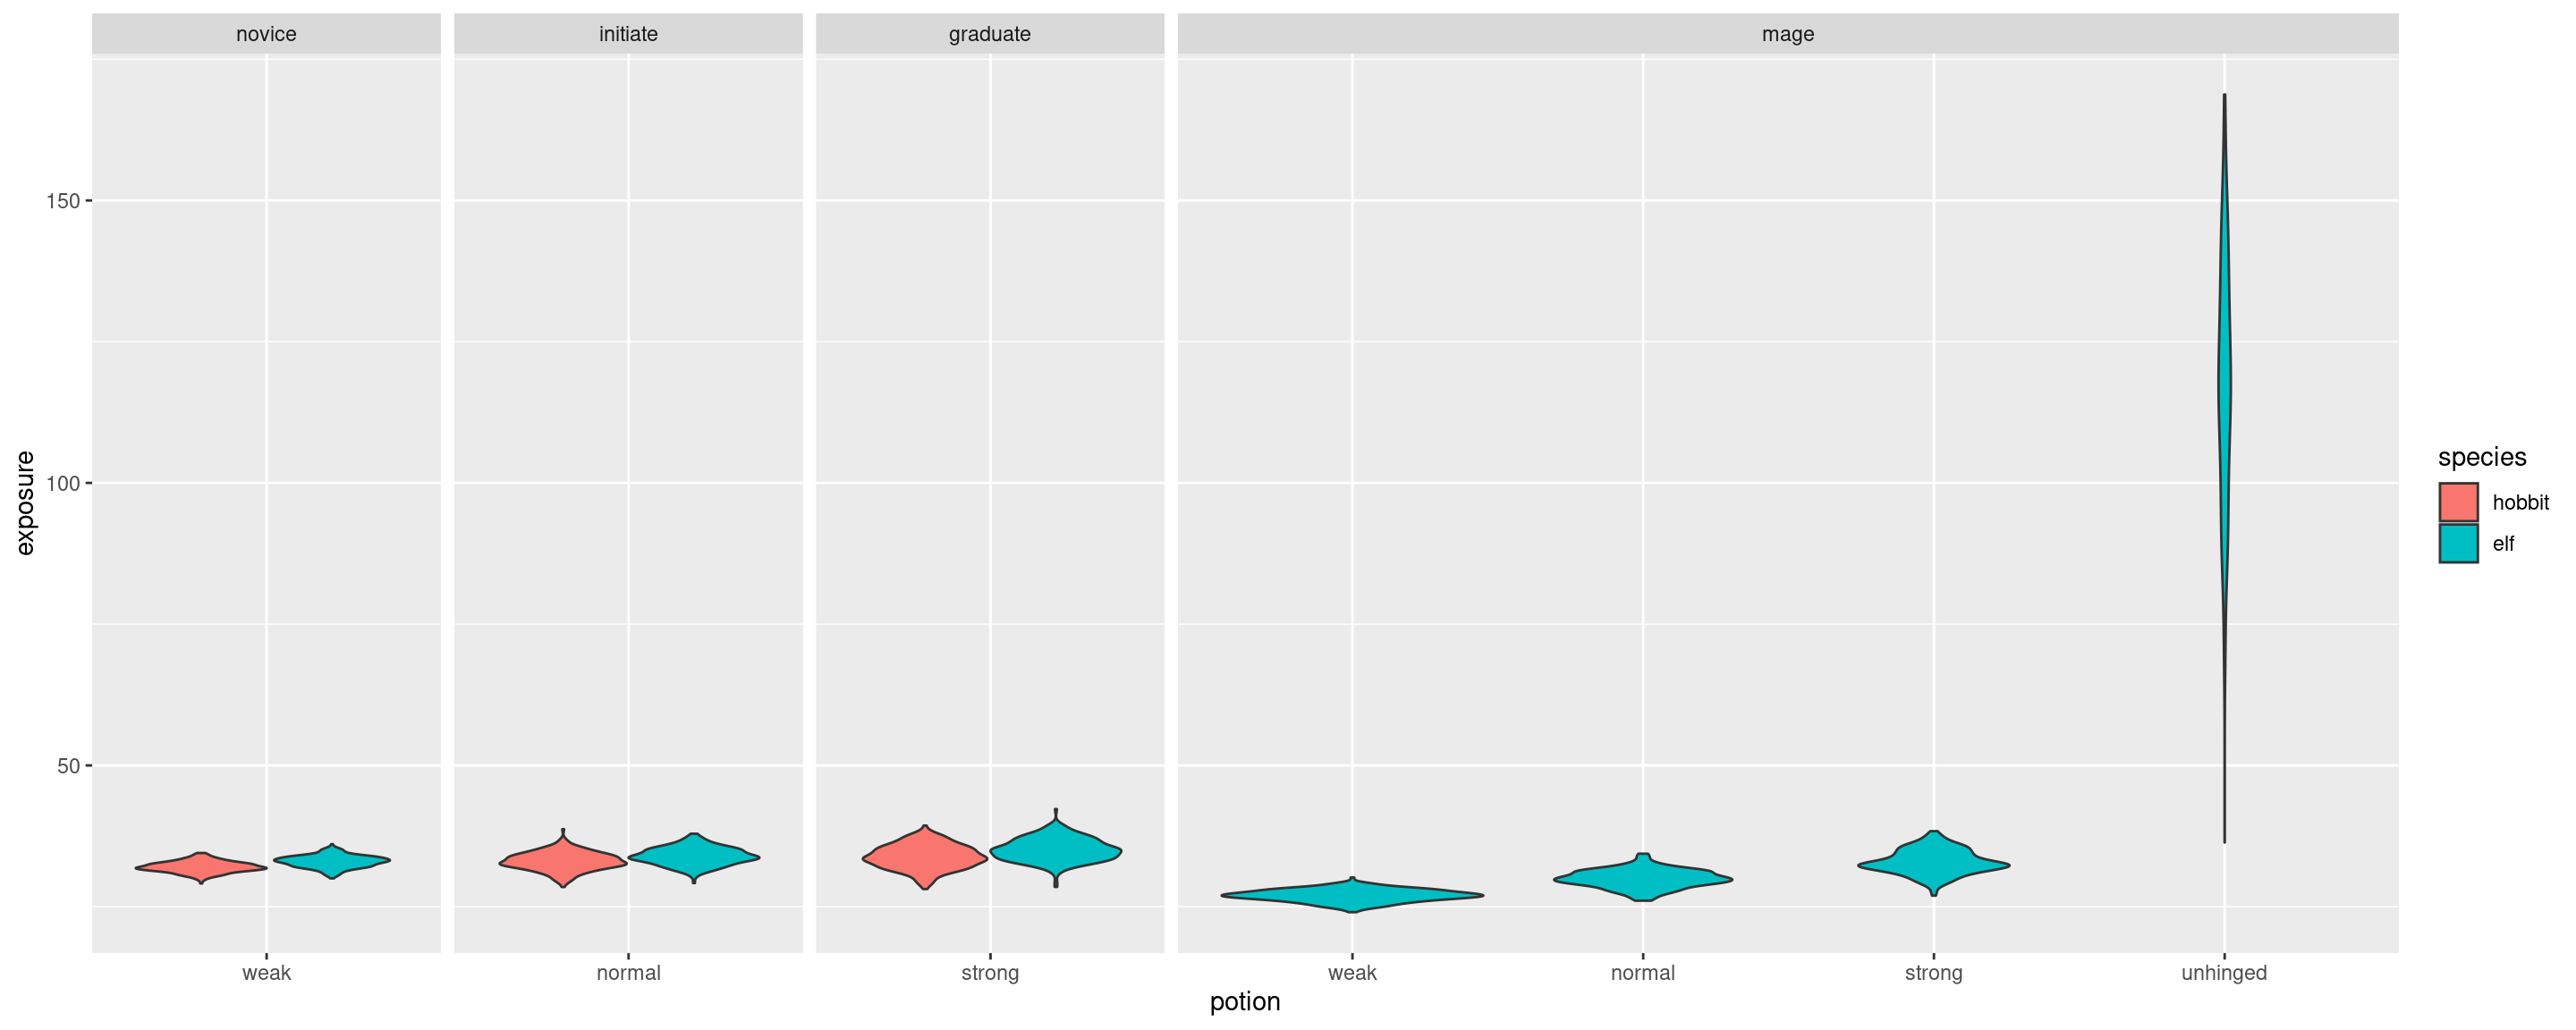 novice initiate graduate mage
150
100
50
exposure
weak normal strong weak normal strong unhinged
potion
species
hobbit
elf